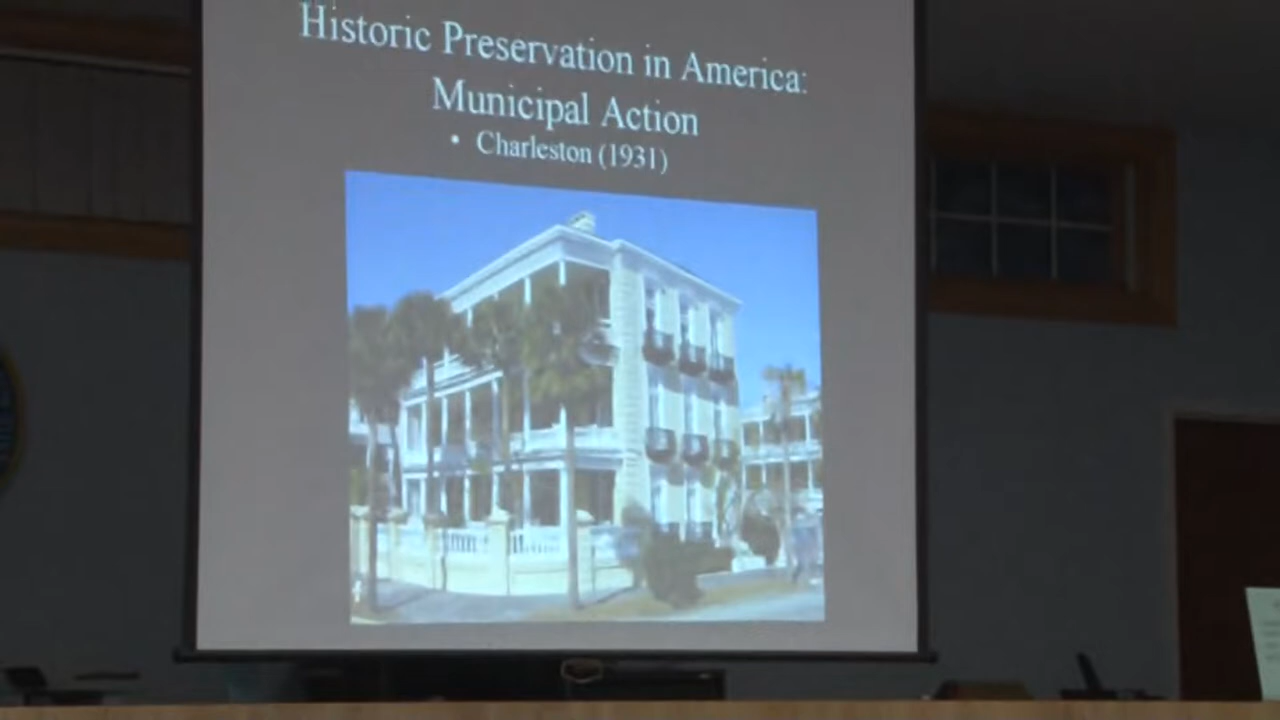 Historic Preservation in America:
Municipal Action
• Charleston (1931)